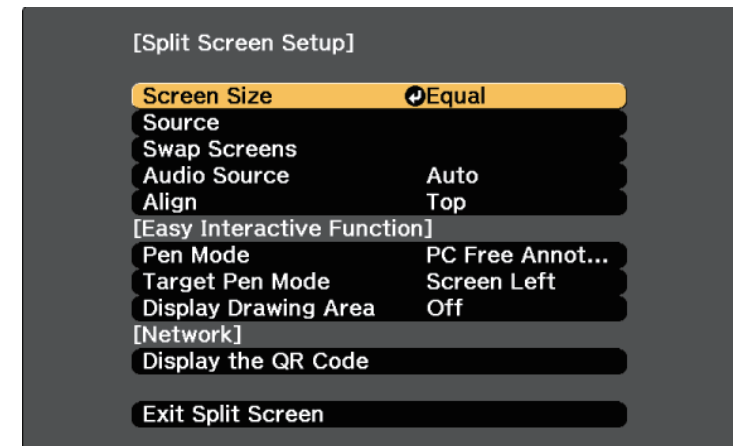 [Split Screen Setup]
Screen Size Equal
Source
Swap Screens
Audio Source Auto
Align Top
[Easy Interactive Function]
Pen Mode PC Free Annot...
Target Pen Mode Screen Left
Display Drawing Area Off
[Network]
Display the QR Code
Exit Split Screen